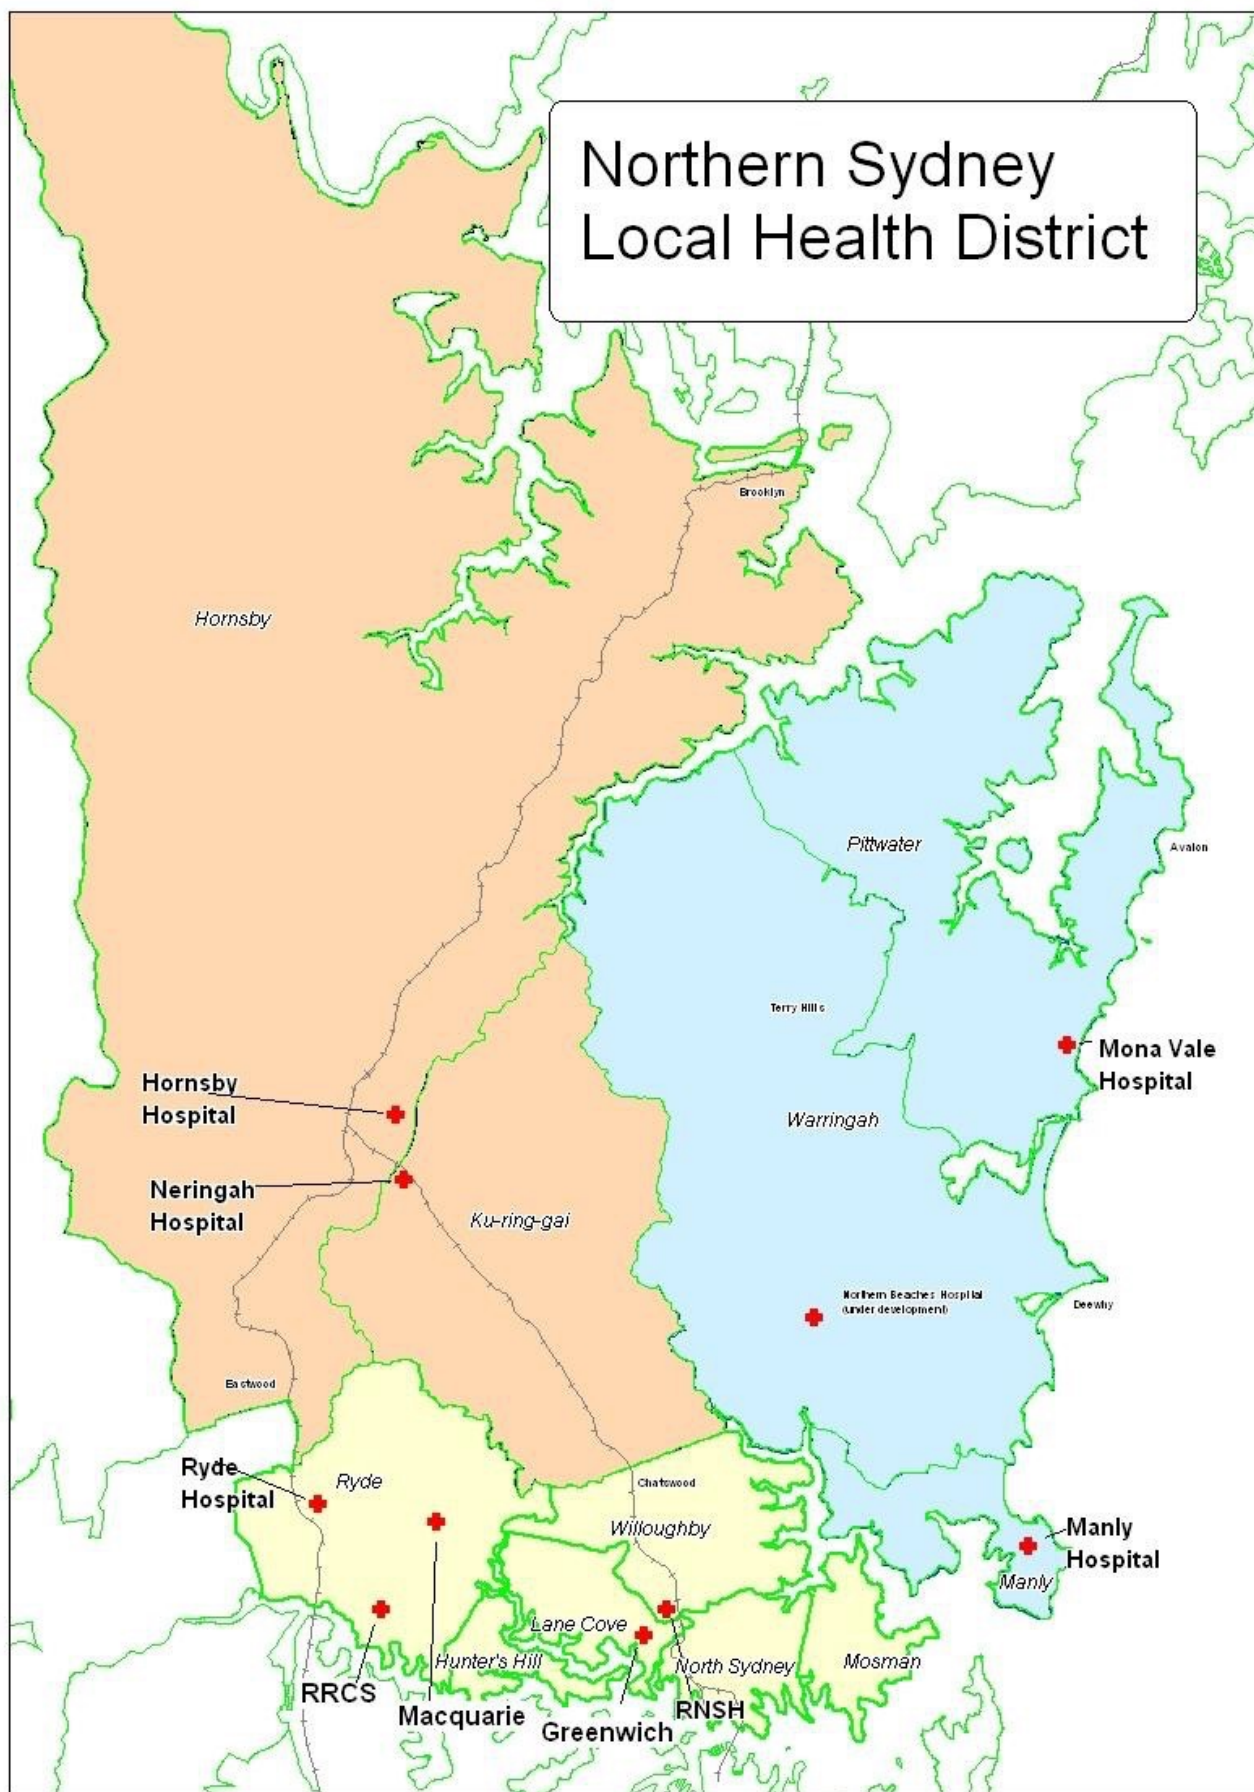 Northern Sydney
Local Health District
Brooklyn
Hornsby
Pittwater
Avalon
Terry Hills
Mona Vale
Hospital
Hornsby
Hospital
Warringah
Neringah
Hospital
Ku-ring-gai
Northern Beaches Hospital
(under development)
Deewhy
Eastwood
Ryde
Hospital
Ryde
Chatswood
Willoughby
Manly
Hospital
Manly
Lane Cove
Hunter's Hill
North Sydney
Mosman
RRCS
Macquarie
Greenwich
RNSH